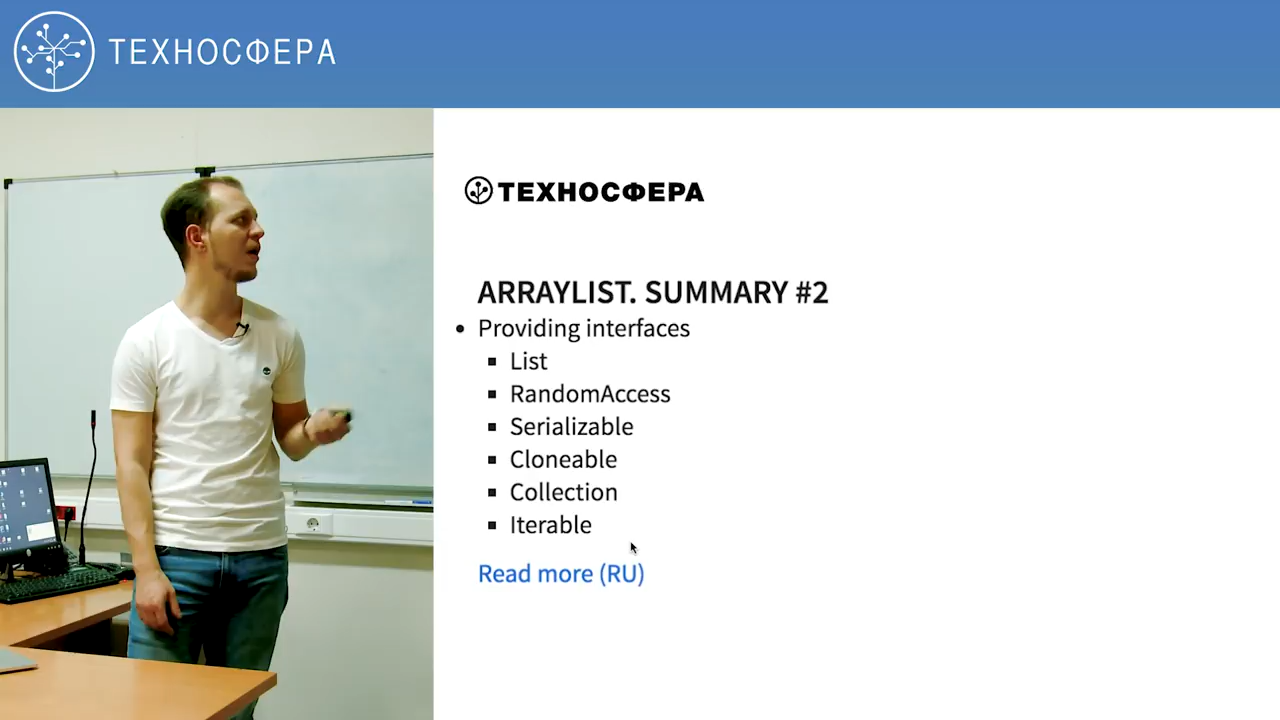 ТЕХНОСФЕРА
ТЕХНОСФЕРА
ARRAYLIST. SUMMARY #2
Providing interfaces
List
RandomAccess
Serializable
Cloneable
Collection
Iterable
Read more (RU)